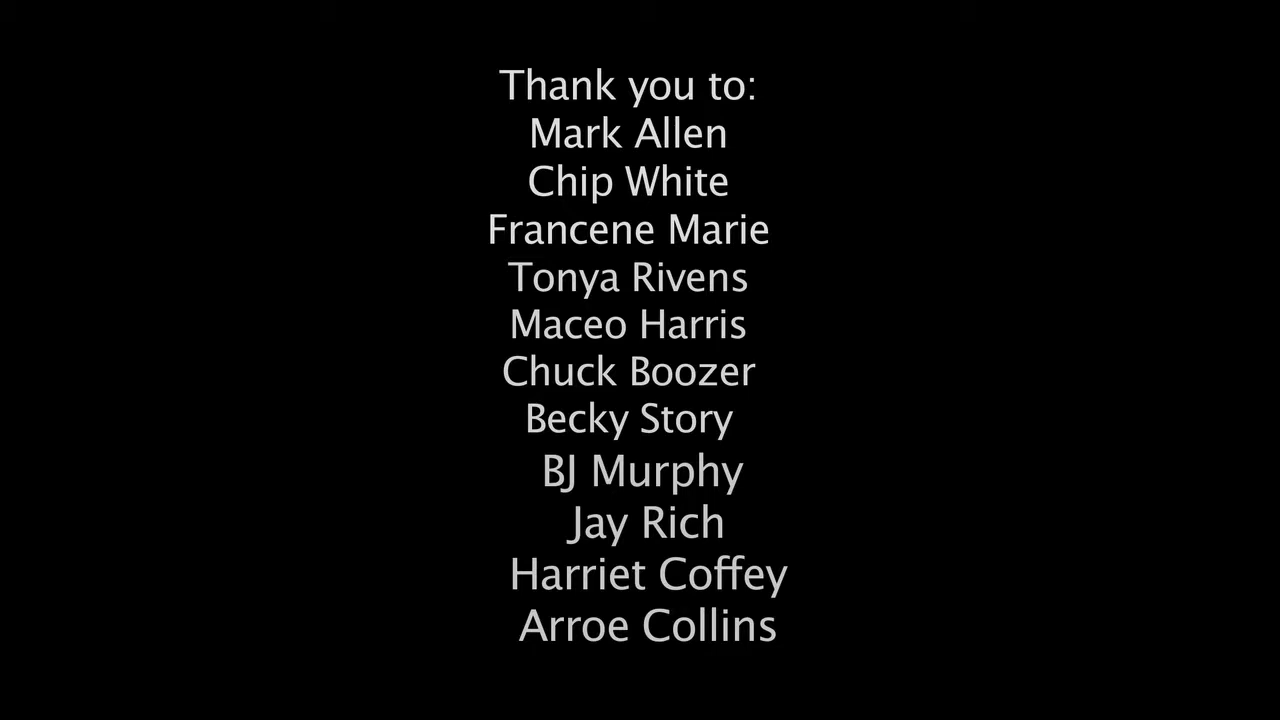 Thank you to:
Mark Allen
Chip White
Francene Marie
Tonya Rivens
Maceo Harris
Chuck Boozer
Becky Story
BJ Murphy
Jay Rich
Harriet Coffey
Arroe Collins